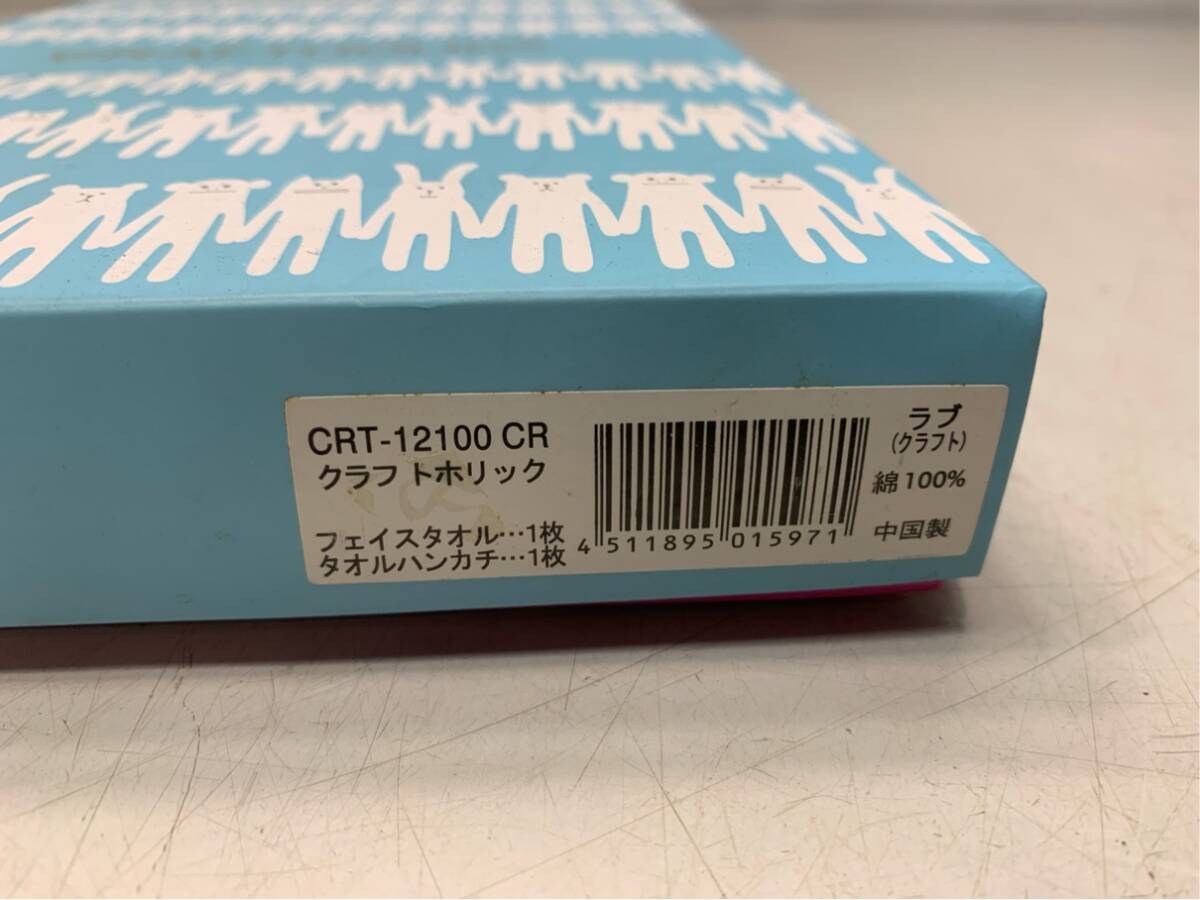 CRT-12100 CR
クラフトホリック
フェイスタオル…1枚
タオルハンカチ…1枚
4 511895 015971
ラブ
(クラフト)
綿100%
中国製